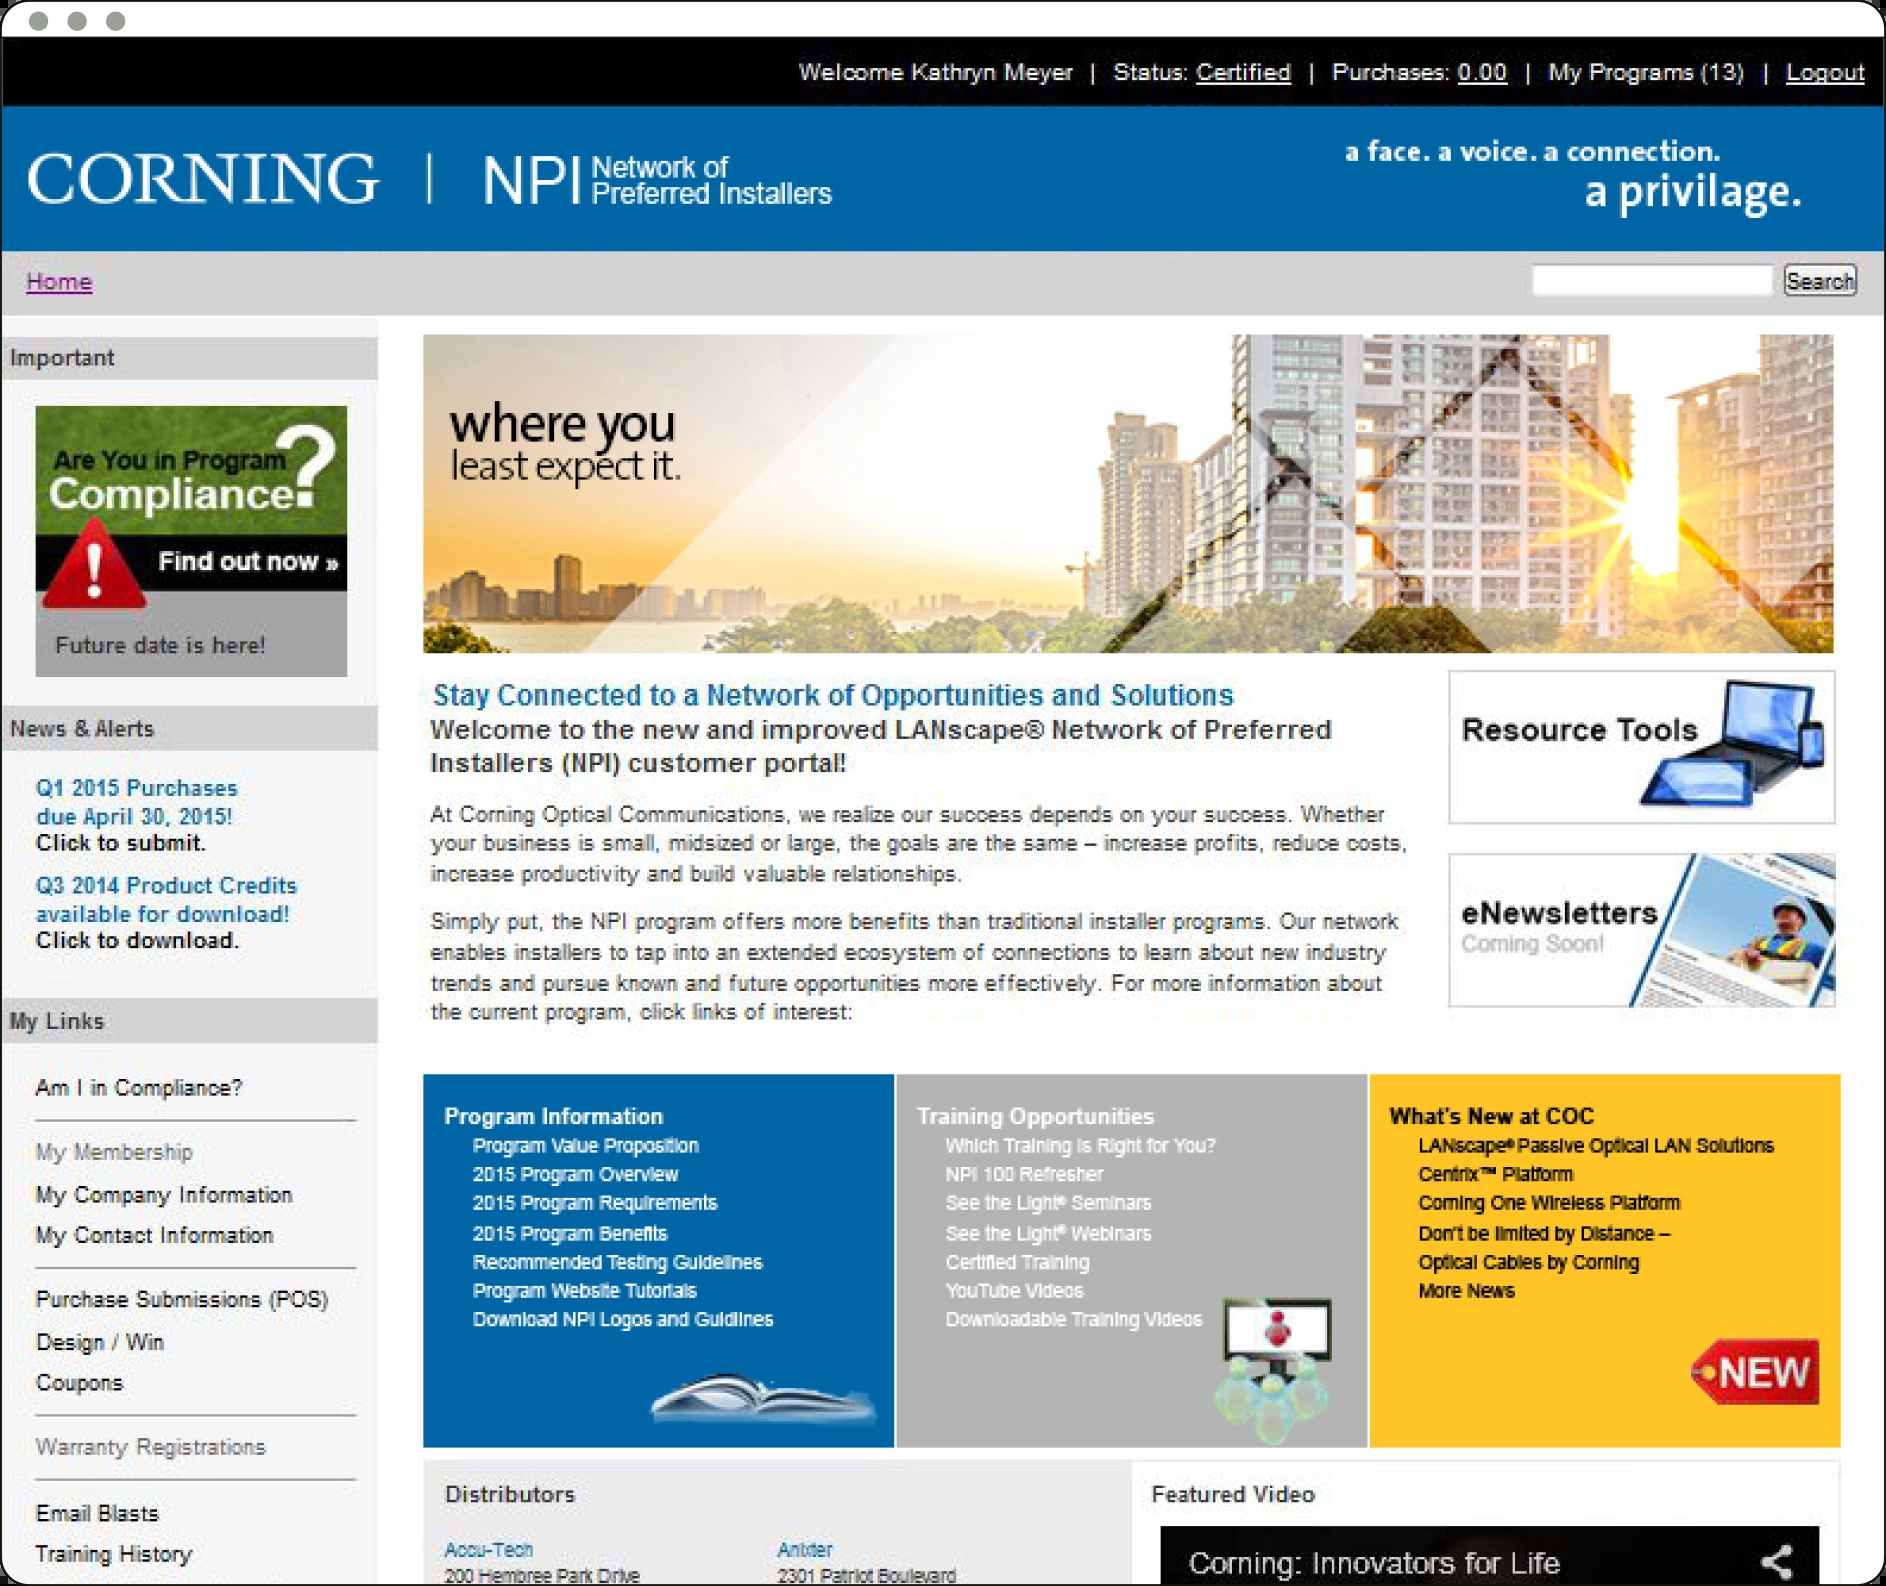 Welcome Kathryn Meyer | Status: Certified | Purchases: 0.00 | My Programs (13) | Logout
CORNING | NPI Network of
Preferred Installers
a face. a voice. a connection.
a privilage.
Home
Search
Important
Are You in Program
Compliance?
Find out now »
Future date is here!
News & Alerts
Q1 2015 Purchases
due April 30, 2015!
Click to submit.
Q3 2014 Product Credits
available for download!
Click to download.
My Links
Am I in Compliance?
My Membership
My Company Information
My Contact Information
Purchase Submissions (POS)
Design / Win
Coupons
Warranty Registrations
Email Blasts
Training History
where you
least expect it.
Stay Connected to a Network of Opportunities and Solutions
Welcome to the new and improved LANscape® Network of Preferred
Installers (NPI) customer portal!
At Corning Optical Communications, we realize our success depends on your success. Whether
your business is small, midsized or large, the goals are the same – increase profits, reduce costs,
increase productivity and build valuable relationships.
Simply put, the NPI program offers more benefits than traditional installer programs. Our network
enables installers to tap into an extended ecosystem of connections to learn about new industry
trends and pursue known and future opportunities more effectively. For more information about
the current program, click links of interest:
Resource Tools
eNewsletters
Coming Soon!
Program Information
Program Value Proposition
2015 Program Overview
2015 Program Requirements
2015 Program Benefits
Recommended Testing Guidelines
Program Website Tutorials
Download NPI Logos and Guidlines
Training Opportunities
Which Training is Right for You?
NPI 100 Refresher
See the Light® Seminars
See the Light® Webinars
Certified Training
YouTube Videos
Downloadable Training Videos
What's New at COC
LANscape® Passive Optical LAN Solutions
Centrix™ Platform
Corning One Wireless Platform
Don't be limited by Distance –
Optical Cables by Corning
More News
NEW
Distributors
Accu-Tech
200 Hembree Park Drive
Anixter
2301 Patriot Boulevard
Featured Video
Corning: Innovators for Life